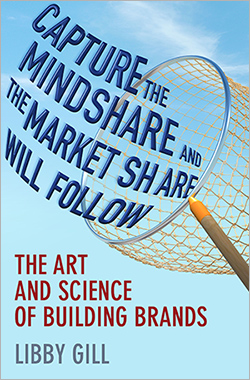 CAPTURE THE
MINDSHARE AND
THE MARKET SHARE
WILL FOLLOW
THE ART
AND SCIENCE
OF BUILDING BRANDS
LIBBY GILL